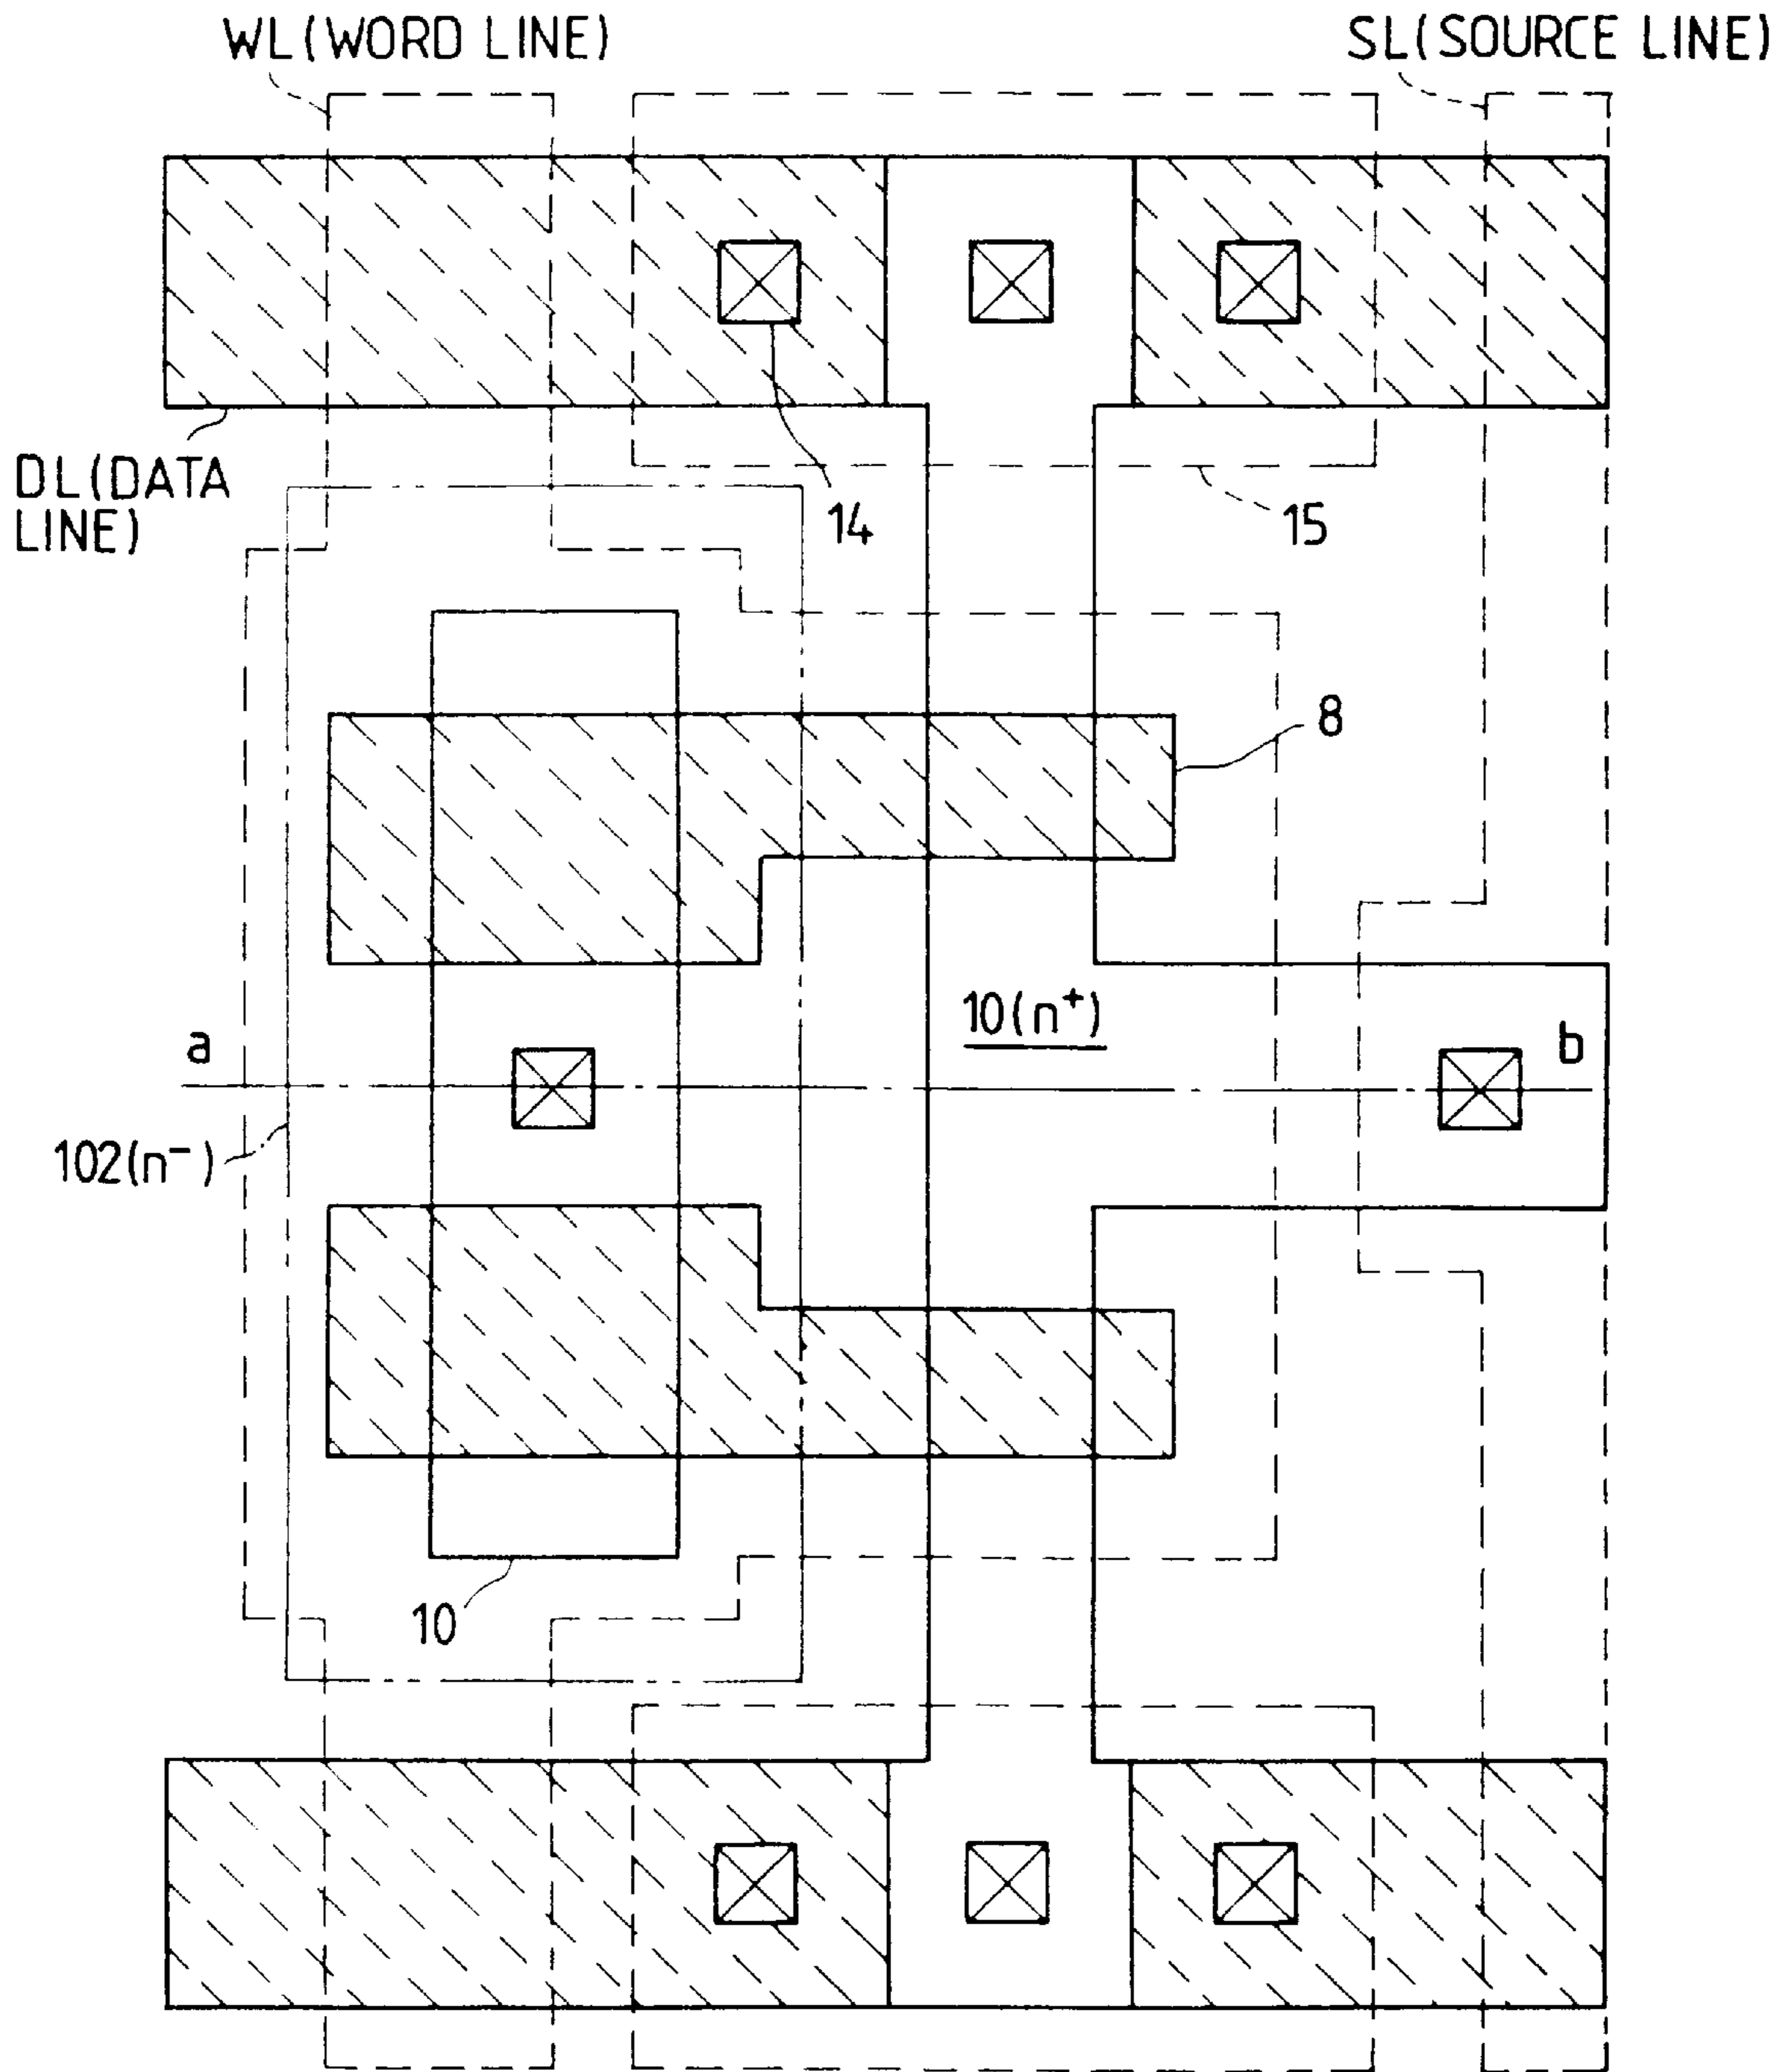 WL(WORD LINE)
SL(SOURCE LINE)
DL(DATA
LINE)
14
15
8
10(n+)
a
b
102(n−)
10